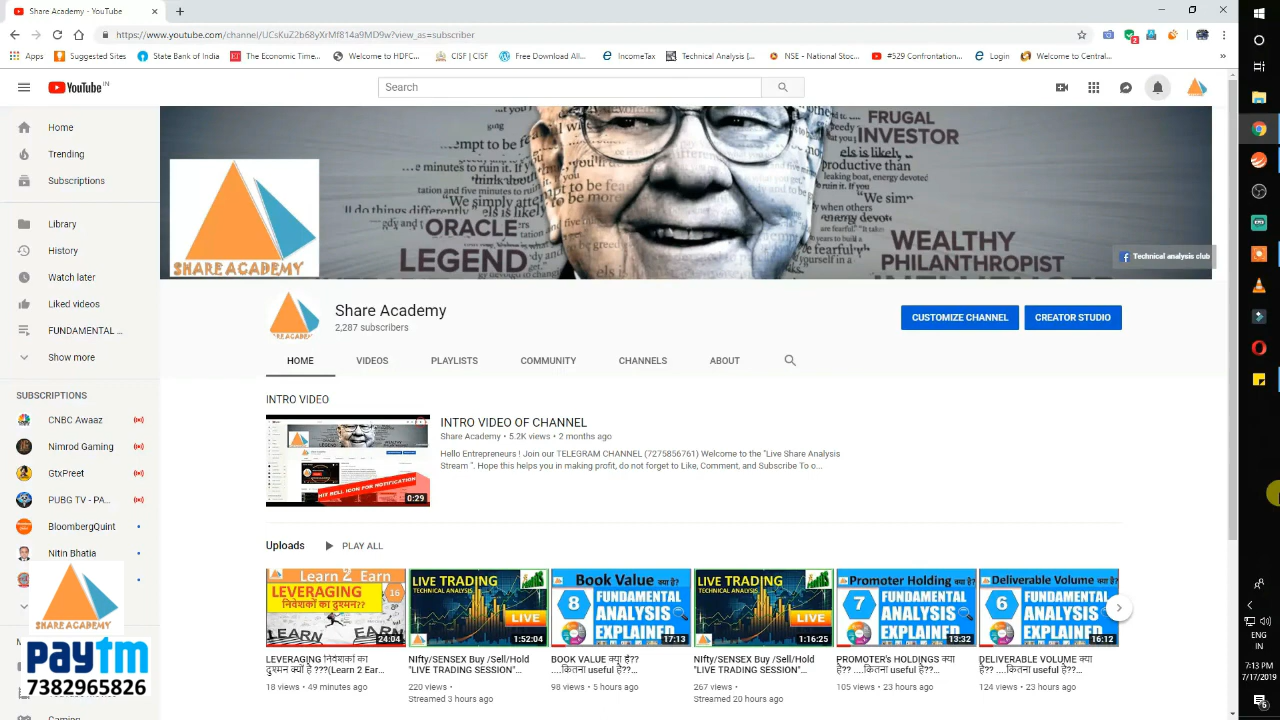 Share Academy - YouTube
https://www.youtube.com/channel/UCsKuZ2b68yXrMf814a9MD9w?view_as=subscriber
Apps Suggested Sites State Bank of India The Economic Time... Welcome to HDFC... CISF | CISF Free Download All... IncomeTax Technical Analysis [... NSE - National Stoc... #529 Confrontation... Login Welcome to Central...
YouTube IN
Search
Home
Trending
Subscriptions
Library
History
Watch later
Liked videos
FUNDAMENTAL ...
Show more
SUBSCRIPTIONS
CNBC Awaaz
Nimrod Gaming
GtxPreet
PUBG TV - PA...
BloombergQuint
Nitin Bhatia
paytm
7382965826
FRUGAL
INVESTOR
ORACLE
LEGEND
WEALTHY
PHILANTHROPIST
SHARE ACADEMY
Technical analysis club
Share Academy
2,287 subscribers
CUSTOMIZE CHANNEL CREATOR STUDIO
HOME VIDEOS PLAYLISTS COMMUNITY CHANNELS ABOUT
INTRO VIDEO
HIT BELL ICON FOR NOTIFICATION
0:29
INTRO VIDEO OF CHANNEL
Share Academy • 5.2K views • 2 months ago
Hello Entrepreneurs ! Join our TELEGRAM CHANNEL (7275856761) Welcome to the "Live Share Analysis
Stream ". Hope this helps you in making profit, do not forget to Like, Comment, and Subscribe To o...
Uploads PLAY ALL
Learn 2 Earn
LEVERAGING
निवेशकों का दुश्मन??
16
LEARN EARN
24:04
LEVERAGING निवेशकों का
दुश्मन क्यों है ???(Learn 2 Ear...
18 views • 49 minutes ago
LIVE TRADING
TECHNICAL ANALYSIS
LIVE
1:52:04
Nifty/SENSEX Buy /Sell/Hold
"LIVE TRADING SESSION"...
220 views •
Streamed 3 hours ago
Book Value क्या है?
8
FUNDAMENTAL
ANALYSIS
EXPLAINED
17:13
BOOK VALUE क्या है??
....कितना useful है??...
98 views • 5 hours ago
LIVE TRADING
TECHNICAL ANALYSIS
LIVE
1:16:25
Nifty/SENSEX Buy /Sell/Hold
"LIVE TRADING SESSION"...
267 views •
Streamed 20 hours ago
Promoter Holding क्या है?
7
FUNDAMENTAL
ANALYSIS
EXPLAINED
13:32
PROMOTER's HOLDINGS क्या
है?? ....कितना useful है??...
105 views • 23 hours ago
Deliverable Volume क्या है?
6
FUNDAMENTAL
ANALYSIS
EXPLAINED
16:12
DELIVERABLE VOLUME क्या
है?? ....कितना useful है??...
124 views • 23 hours ago
ENG
IN
7:13 PM
7/17/2019